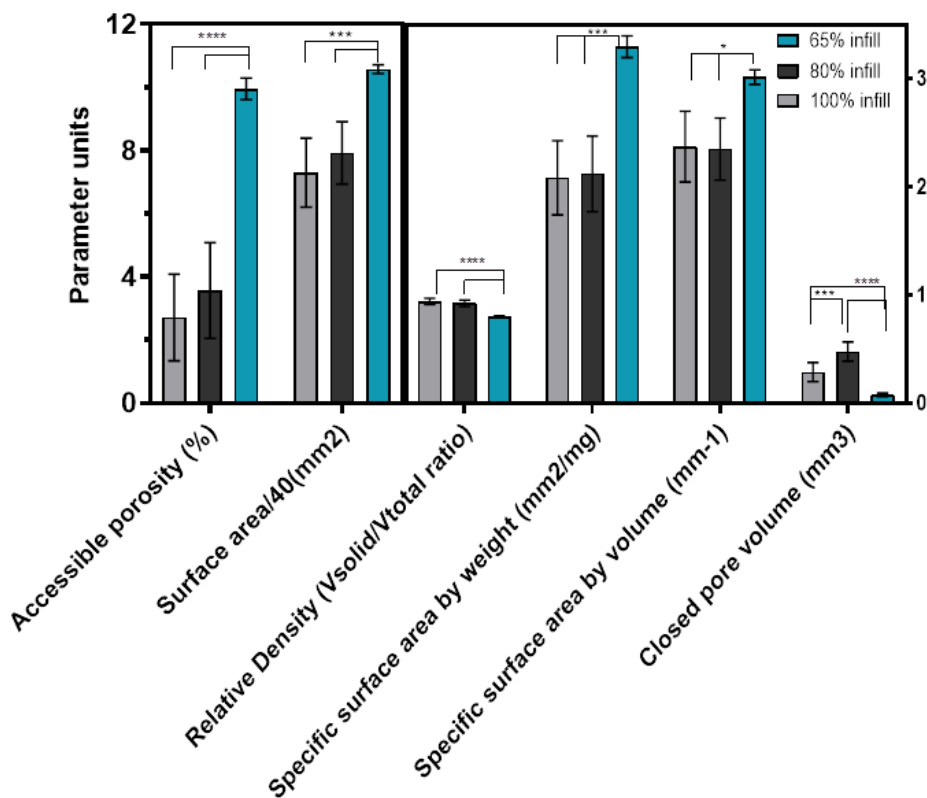 12
8
4
0
Parameter units
****
***
****
***
*
***
****
65% infill
80% infill
100% infill
3
2
1
0
Accessible porosity (%)
Surface area/40(mm2)
Relative Density (Vsolid/Vtotal ratio)
Specific surface area by weight (mm2/mg)
Specific surface area by volume (mm-1)
Closed pore volume (mm3)